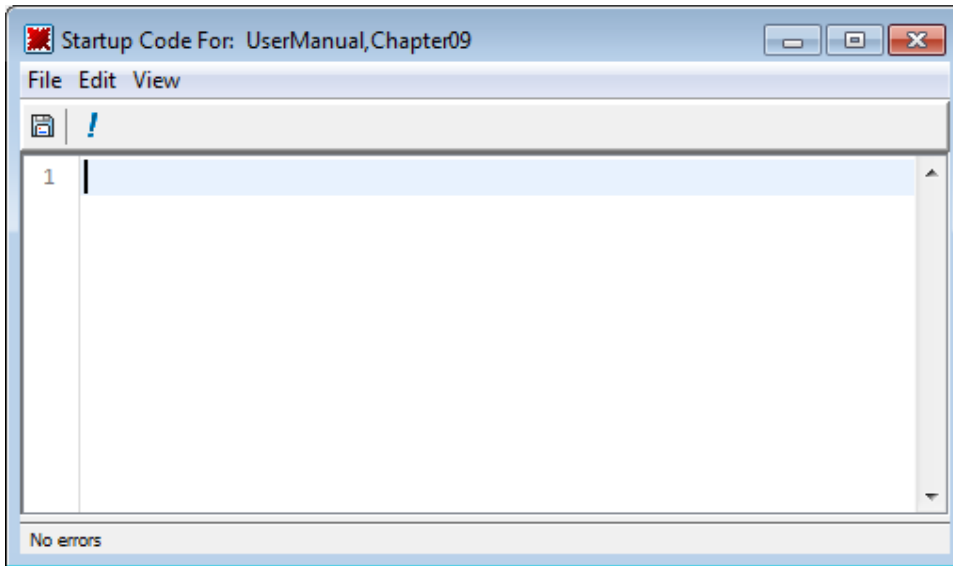 Startup Code For: UserManual,Chapter09
File Edit View
!
1
No errors